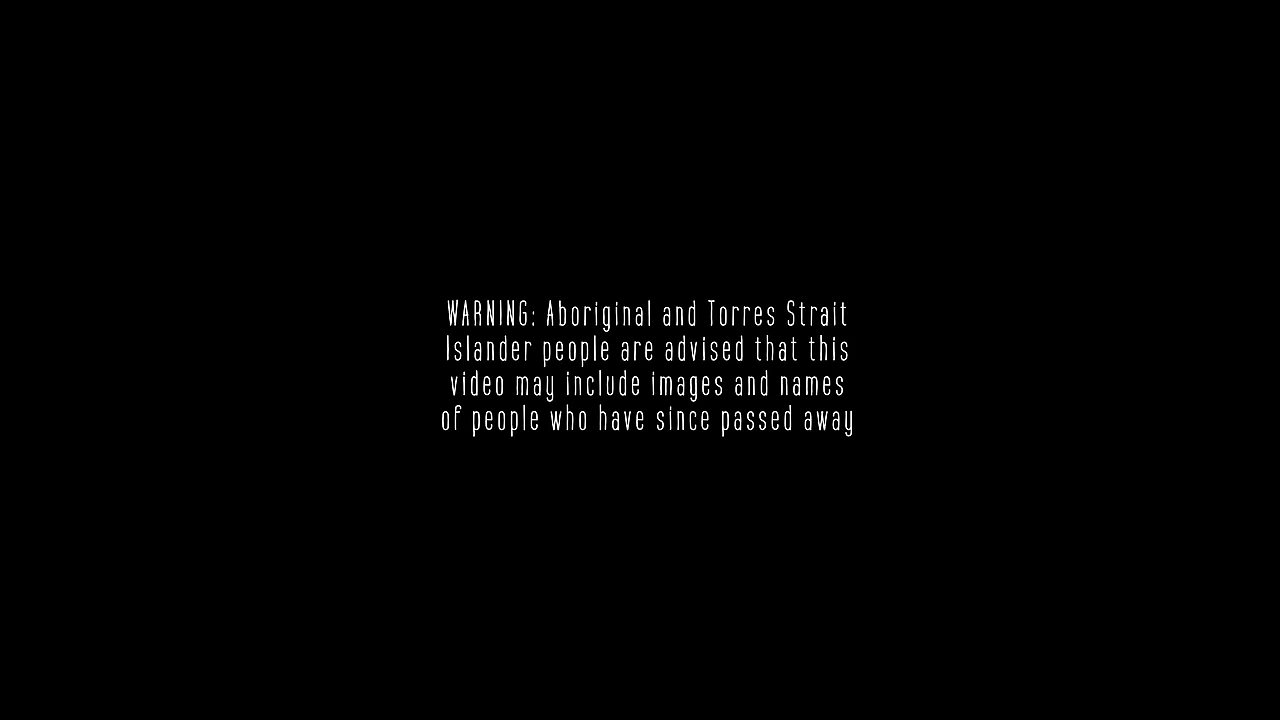 WARNING: Aboriginal and Torres Strait
Islander people are advised that this
video may include images and names
of people who have since passed away